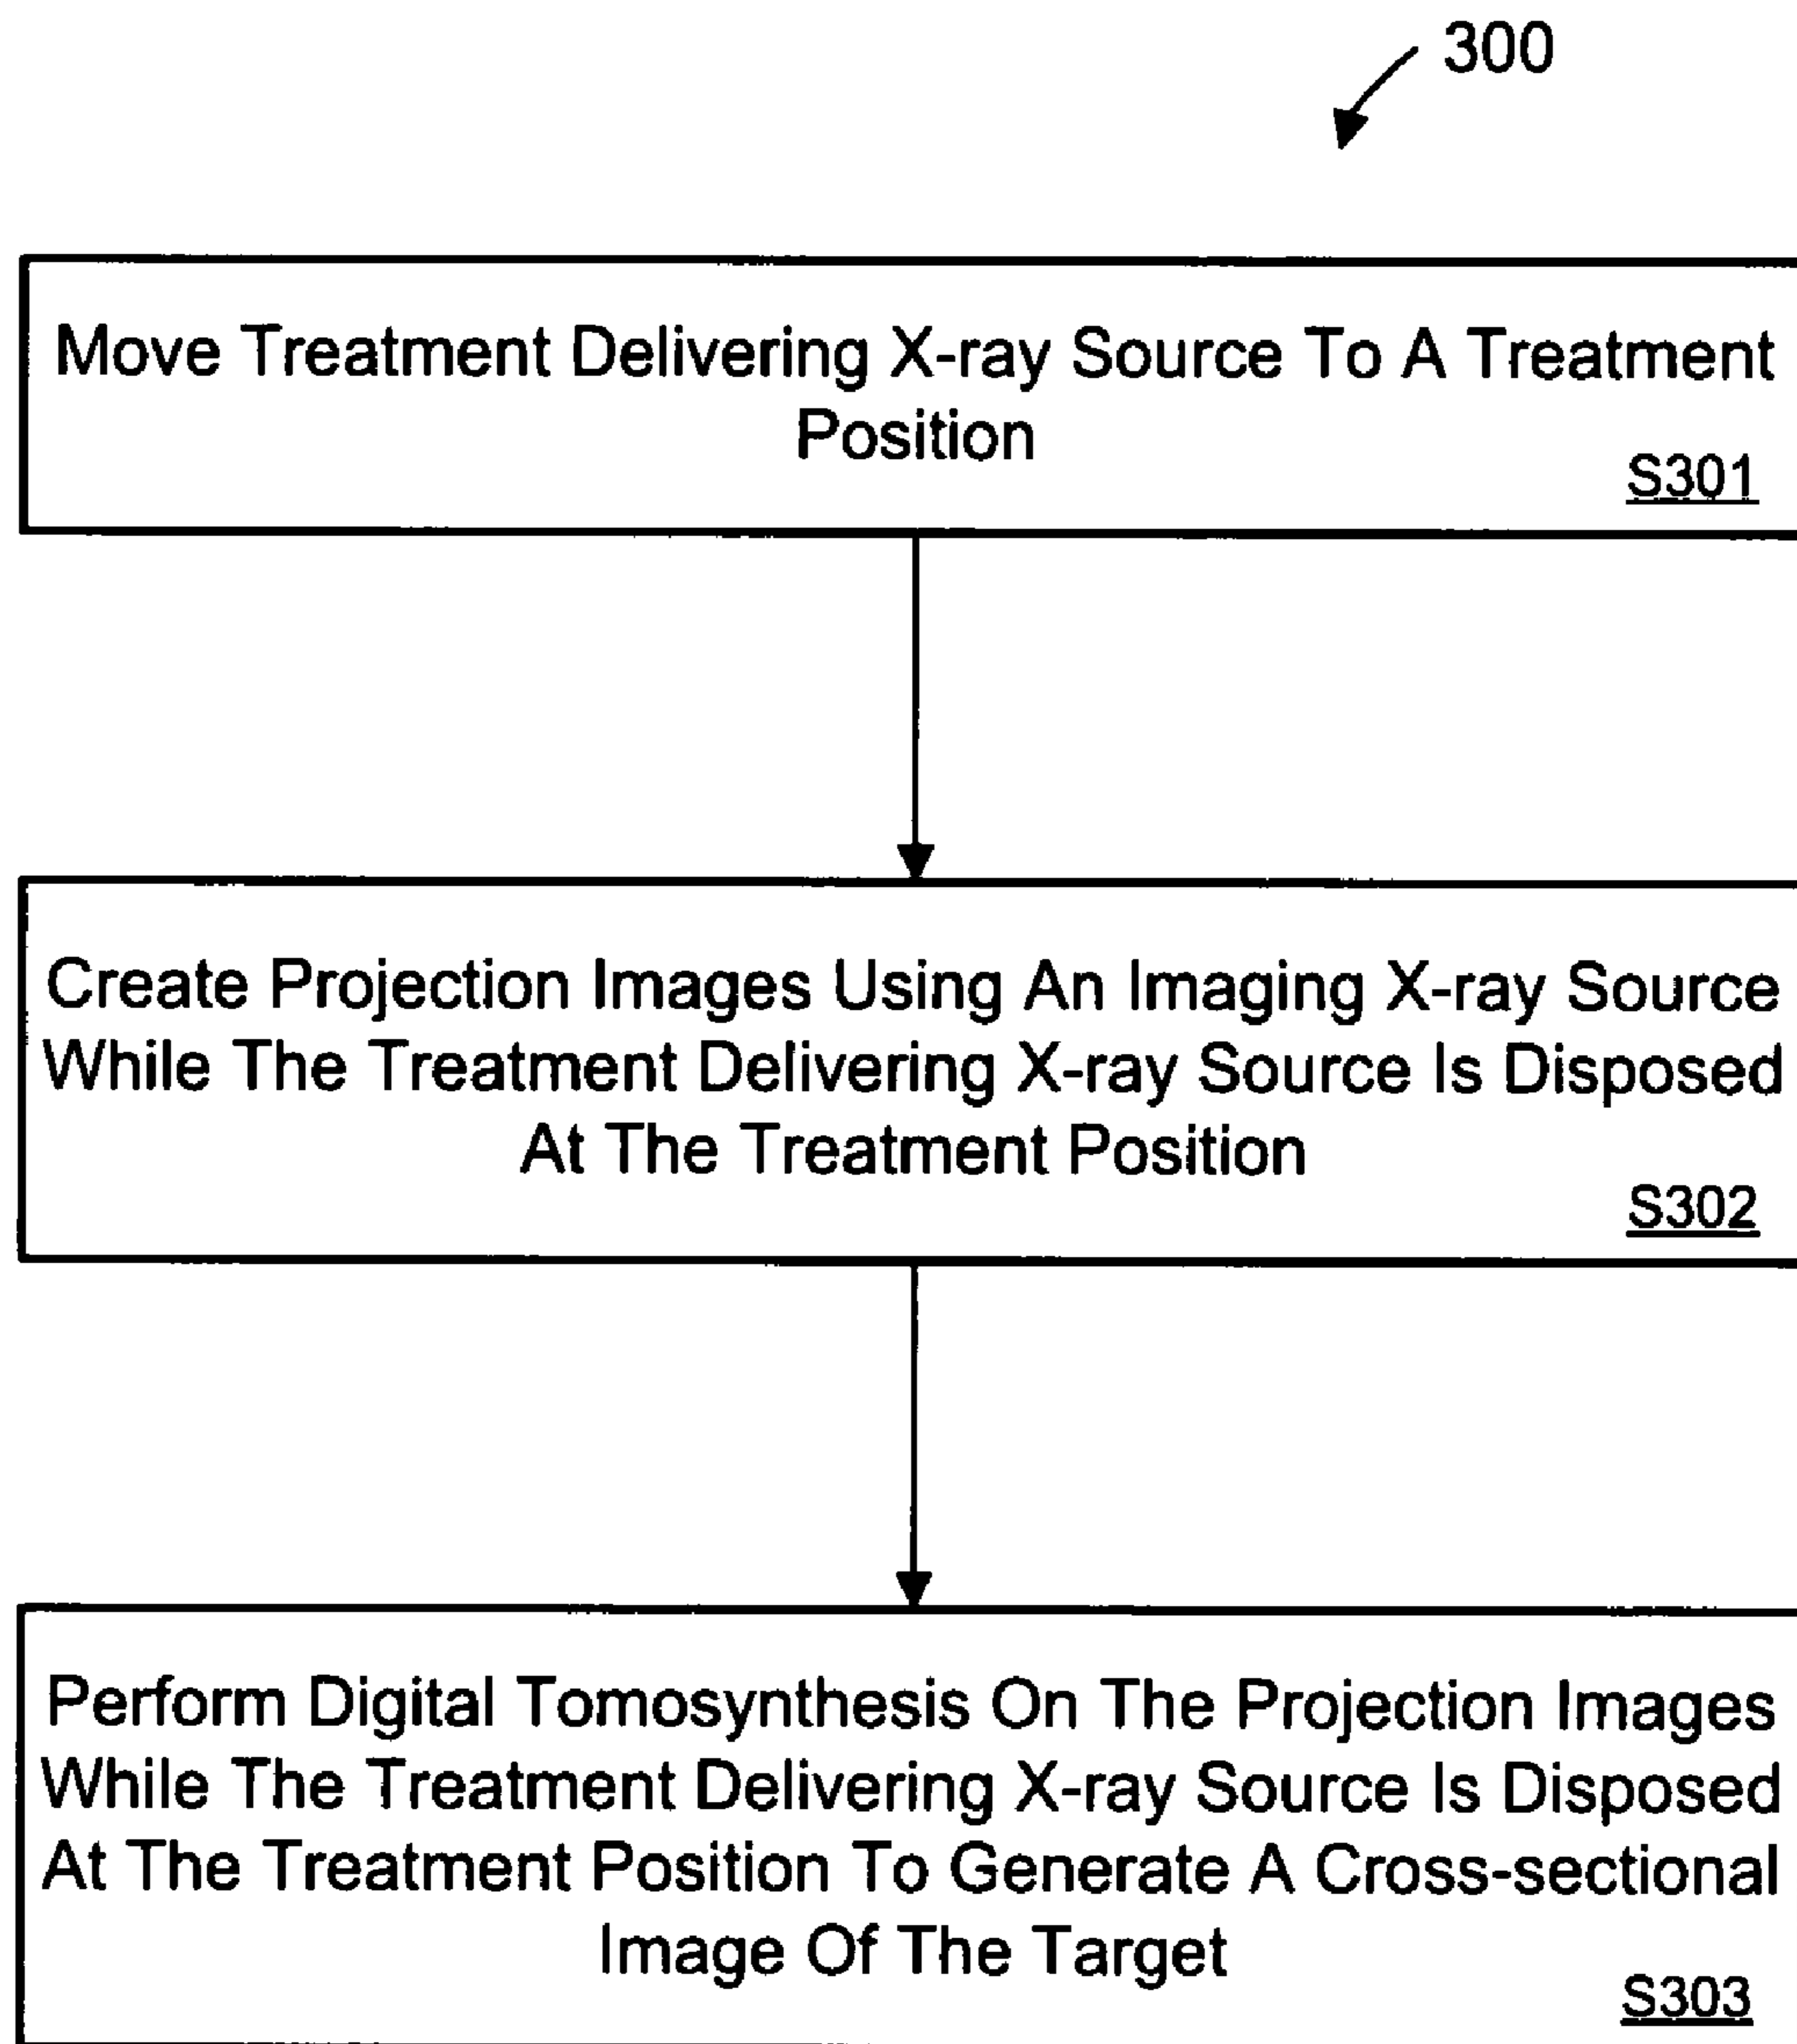 300
Move Treatment Delivering X-ray Source To A Treatment
Position
S301
Create Projection Images Using An Imaging X-ray Source
While The Treatment Delivering X-ray Source Is Disposed
At The Treatment Position
S302
Perform Digital Tomosynthesis On The Projection Images
While The Treatment Delivering X-ray Source Is Disposed
At The Treatment Position To Generate A Cross-sectional
Image Of The Target
S303